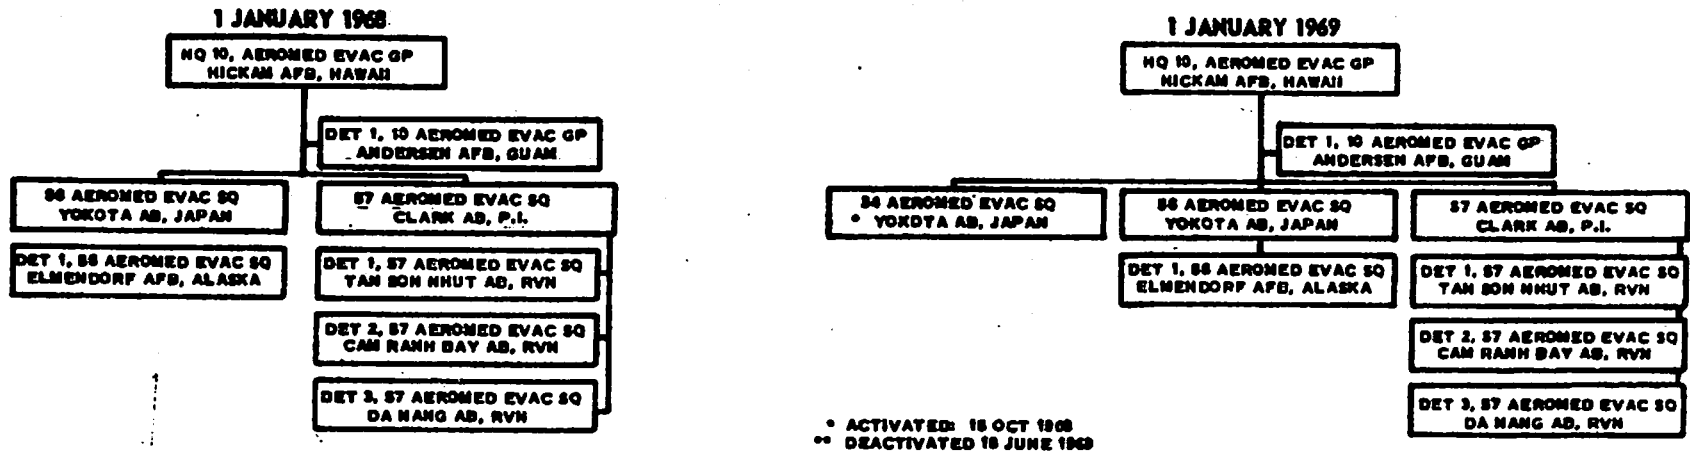 1 JANUARY 1968
HQ 10, AEROMED EVAC GP
HICKAM AFB, HAWAII
DET 1, 10 AEROMED EVAC GP
ANDERSEN AFB, GUAM
56 AEROMED EVAC SQ
YOKOTA AB, JAPAN
57 AEROMED EVAC SQ
CLARK AB, P.I.
DET 1, 56 AEROMED EVAC SQ
ELMENDORF AFB, ALASKA
DET 1, 57 AEROMED EVAC SQ
TAN SON NHUT AB, RVN
DET 2, 57 AEROMED EVAC SQ
CAM RANH BAY AB, RVN
DET 3, 57 AEROMED EVAC SQ
DA NANG AB, RVN
1 JANUARY 1969
HQ 10, AEROMED EVAC GP
HICKAM AFB, HAWAII
DET 1, 10 AEROMED EVAC GP
ANDERSEN AFB, GUAM
54 AEROMED EVAC SQ
* YOKOTA AB, JAPAN
56 AEROMED EVAC SQ
YOKOTA AB, JAPAN
57 AEROMED EVAC SQ
CLARK AB, P.I.
DET 1, 56 AEROMED EVAC SQ
ELMENDORF AFB, ALASKA
DET 1, 57 AEROMED EVAC SQ
TAN SON NHUT AB, RVN
DET 2, 57 AEROMED EVAC SQ
CAM RANH BAY AB, RVN
DET 3, 57 AEROMED EVAC SQ
DA NANG AB, RVN
* ACTIVATED: OCT 1968
** DEACTIVATED JUNE 1969